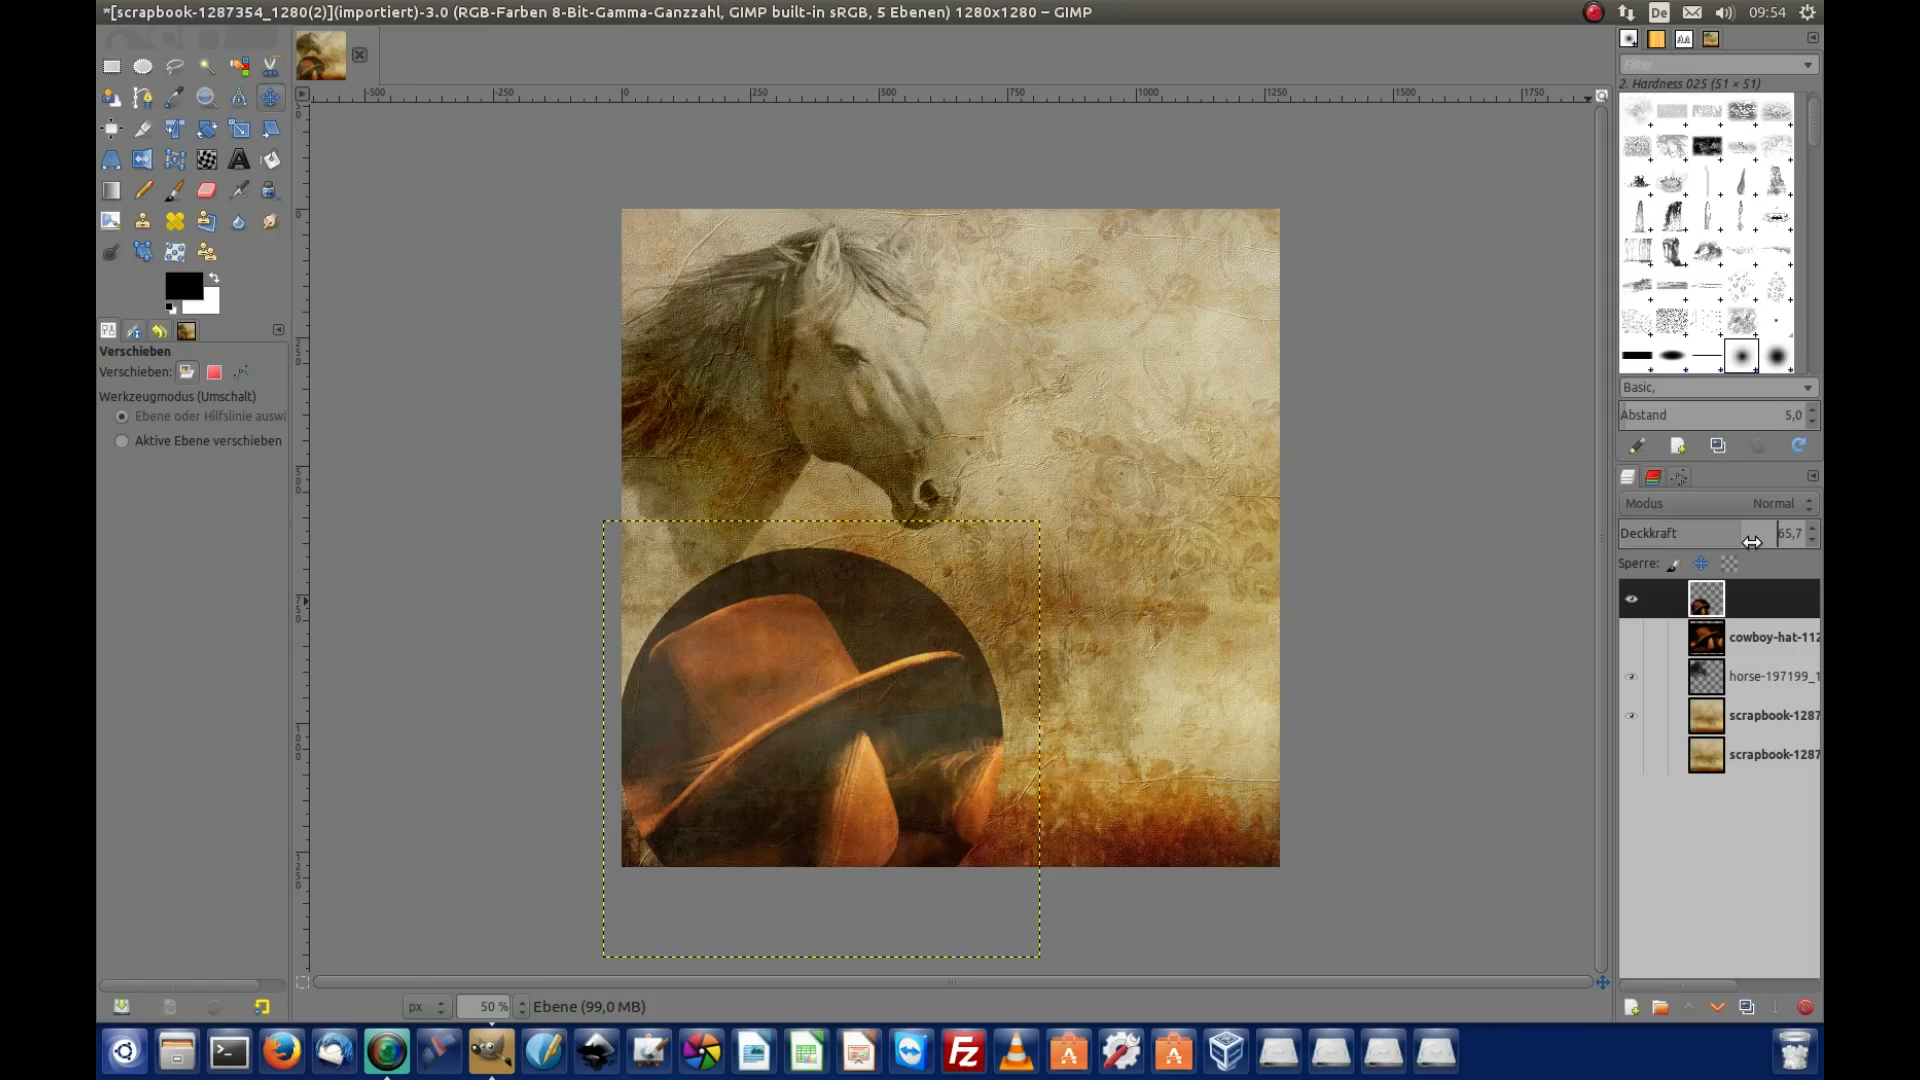 *[scrapbook-1287354_1280(2)](importiert)-3.0 (RGB-Farben 8-Bit-Gamma-Ganzzahl, GIMP built-in sRGB, 5 Ebenen) 1280x1280 – GIMP
De
09:54
Filter
2. Hardness 025 (51 × 51)
-500
-250
0
250
500
750
1000
1250
1500
1750
Verschieben
Verschieben:
Werkzeugmodus (Umschalt)
Ebene oder Hilfslinie ausw
Aktive Ebene verschieben
Basic,
Abstand 5,0
Modus Normal
Deckkraft 65,7
Sperre:
cowboy-hat-112
horse-197199_1
scrapbook-1287
scrapbook-1287
px 50 % Ebene (99,0 MB)
Fz